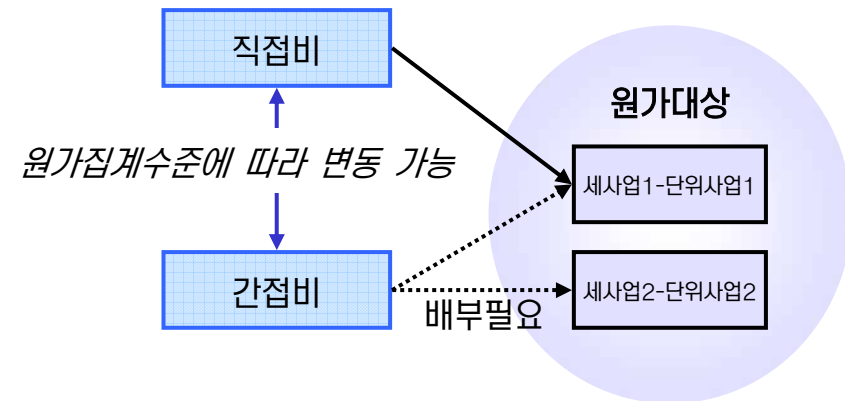 직접비
원가대상
원가집계수준에 따라 변동 가능
세사업1-단위사업1
간접비
세사업2-단위사업2
배부필요